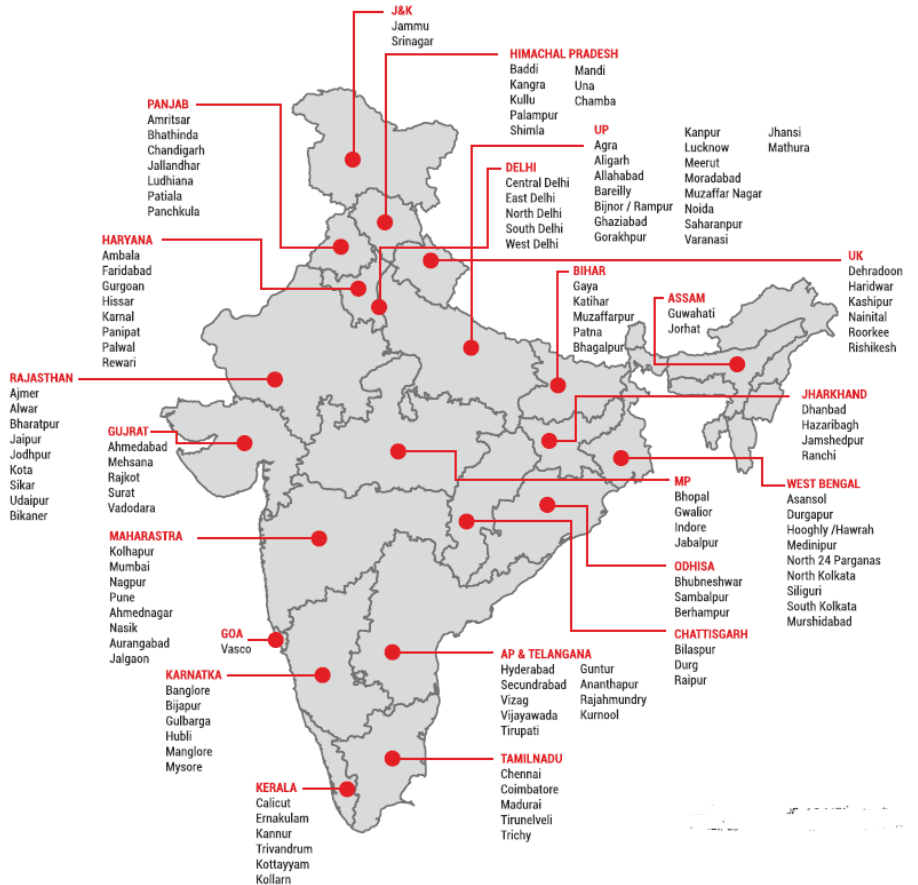 J&K
Jammu
Srinagar
HIMACHAL PRADESH
Baddi
Kangra
Kullu
Palampur
Shimla
Mandi
Una
Chamba
PANJAB
Amritsar
Bhathinda
Chandigarh
Jallandhar
Ludhiana
Patiala
Panchkula
UP
Agra
Aligarh
Allahabad
Bareilly
Bijnor / Rampur
Ghaziabad
Gorakhpur
Kanpur
Lucknow
Meerut
Moradabad
Muzaffar Nagar
Noida
Saharanpur
Varanasi
Jhansi
Mathura
DELHI
Central Delhi
East Delhi
North Delhi
South Delhi
West Delhi
HARYANA
Ambala
Faridabad
Gurgoan
Hissar
Karnal
Panipat
Palwal
Rewari
UK
Dehradoon
Haridwar
Kashipur
Nainital
Roorkee
Rishikesh
BIHAR
Gaya
Katihar
Muzaffarpur
Patna
Bhagalpur
ASSAM
Guwahati
Jorhat
RAJASTHAN
Ajmer
Alwar
Bharatpur
Jaipur
Jodhpur
Kota
Sikar
Udaipur
Bikaner
GUJRAT
Ahmedabad
Mehsana
Rajkot
Surat
Vadodara
JHARKHAND
Dhanbad
Hazaribagh
Jamshedpur
Ranchi
MP
Bhopal
Gwalior
Indore
Jabalpur
WEST BENGAL
Asansol
Durgapur
Hooghly /Hawrah
Medinipur
North 24 Parganas
North Kolkata
Siliguri
South Kolkata
Murshidabad
MAHARASTRA
Kolhapur
Mumbai
Nagpur
Pune
Ahmednagar
Nasik
Aurangabad
Jalgaon
ODHISA
Bhubneshwar
Sambalpur
Berhampur
GOA
Vasco
CHATTISGARH
Bilaspur
Durg
Raipur
AP & TELANGANA
Hyderabad
Secundrabad
Vizag
Vijayawada
Tirupati
Guntur
Ananthapur
Rajahmundry
Kurnool
KARNATKA
Banglore
Bijapur
Gulbarga
Hubli
Manglore
Mysore
TAMILNADU
Chennai
Coimbatore
Madurai
Tirunelveli
Trichy
KERALA
Calicut
Ernakulam
Kannur
Trivandrum
Kottayyam
Kollarn